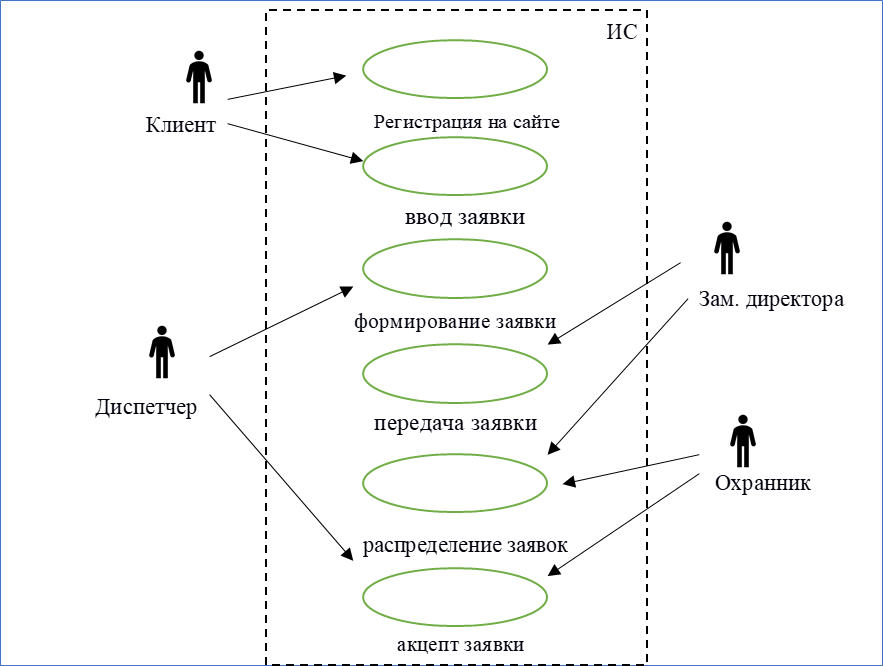 ИС
Клиент
Регистрация на сайте
ввод заявки
Зам. директора
формирование заявки
Диспетчер
передача заявки
Охранник
распределение заявок
акцепт заявки